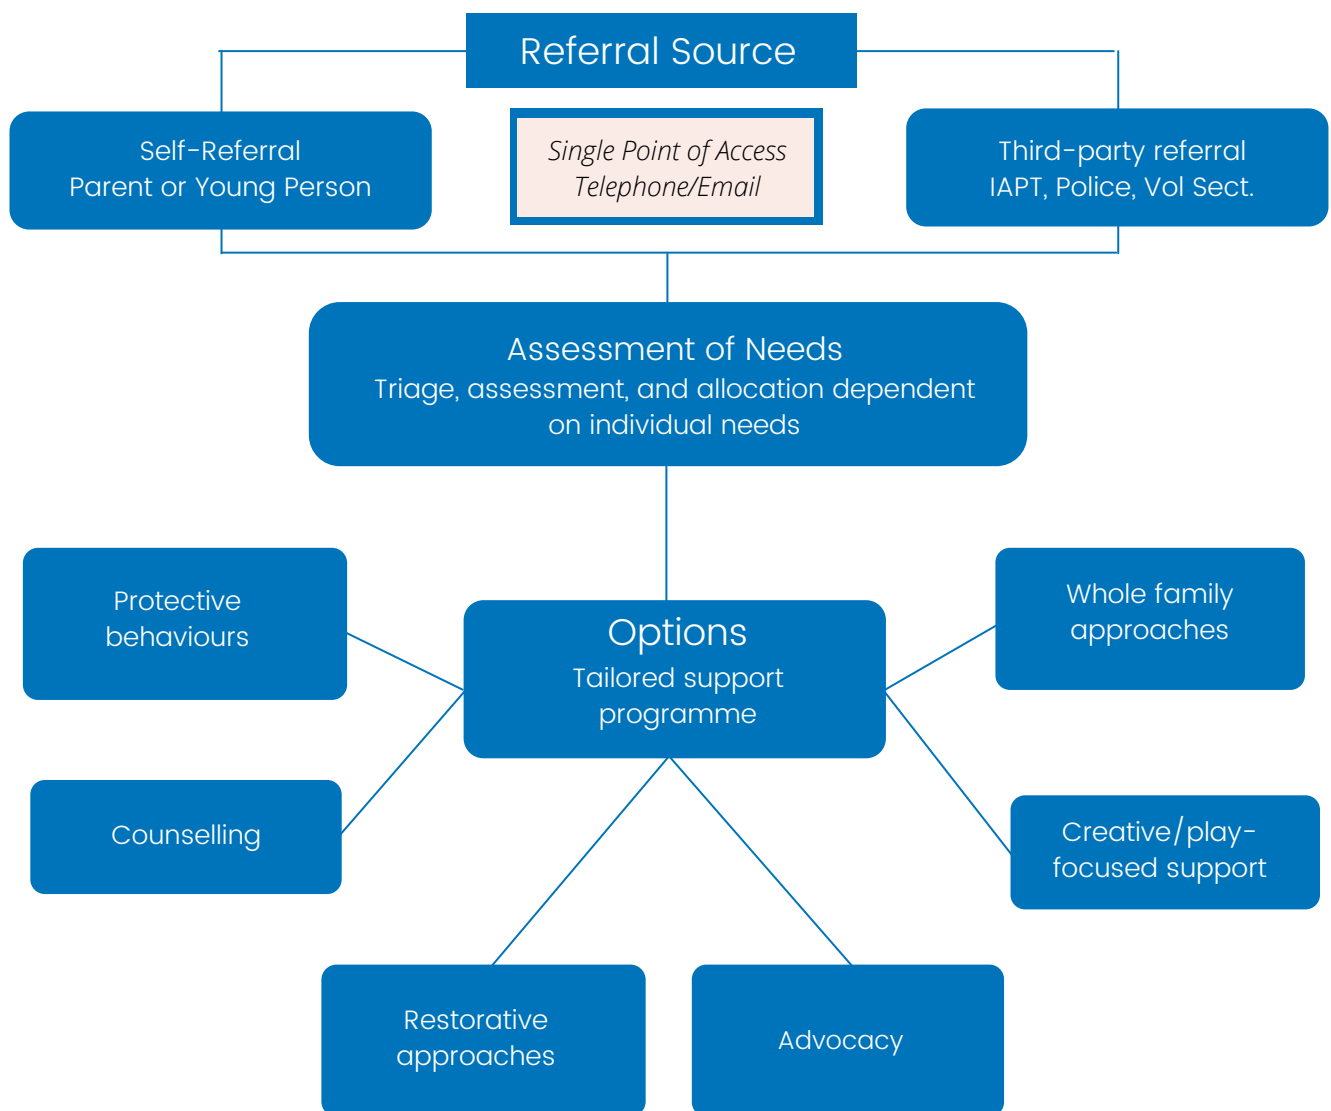 Referral Source
Self-Referral
Parent or Young Person
Single Point of Access
Telephone/Email
Third-party referral
IAPT, Police, Vol Sect.
Assessment of Needs
Triage, assessment, and allocation dependent
on individual needs
Protective
behaviours
Options
Tailored support
programme
Whole family
approaches
Counselling
Creative/play-
focused support
Restorative
approaches
Advocacy